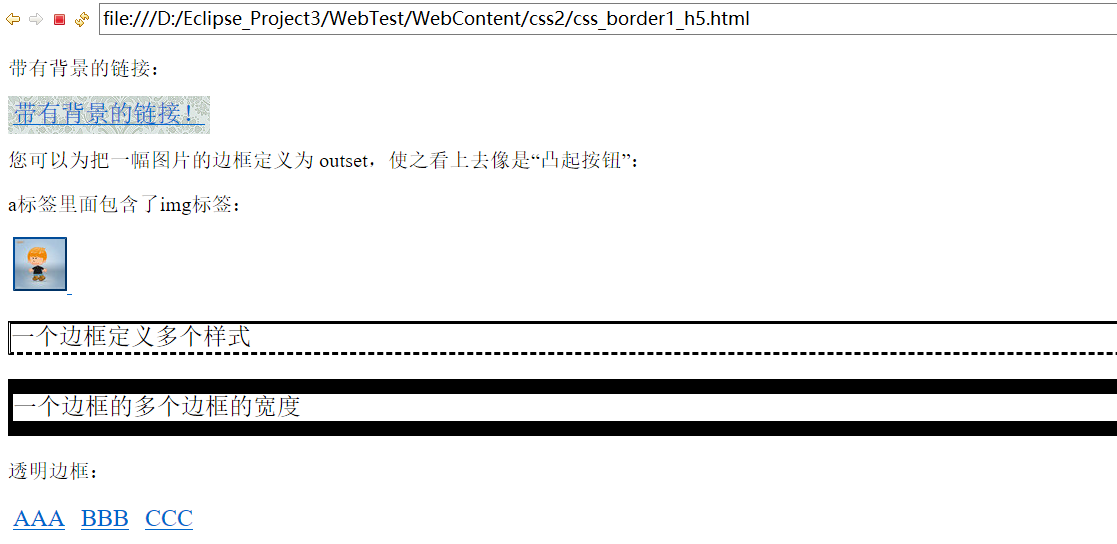 file:///D:/Eclipse_Project3/WebTest/WebContent/css2/css_border1_h5.html
带有背景的链接：
带有背景的链接！
您可以为把一幅图片的边框定义为 outset，使之看上去像是“凸起按钮”：
a标签里面包含了img标签：
一个边框定义多个样式
一个边框的多个边框的宽度
透明边框：
AAA BBB CCC